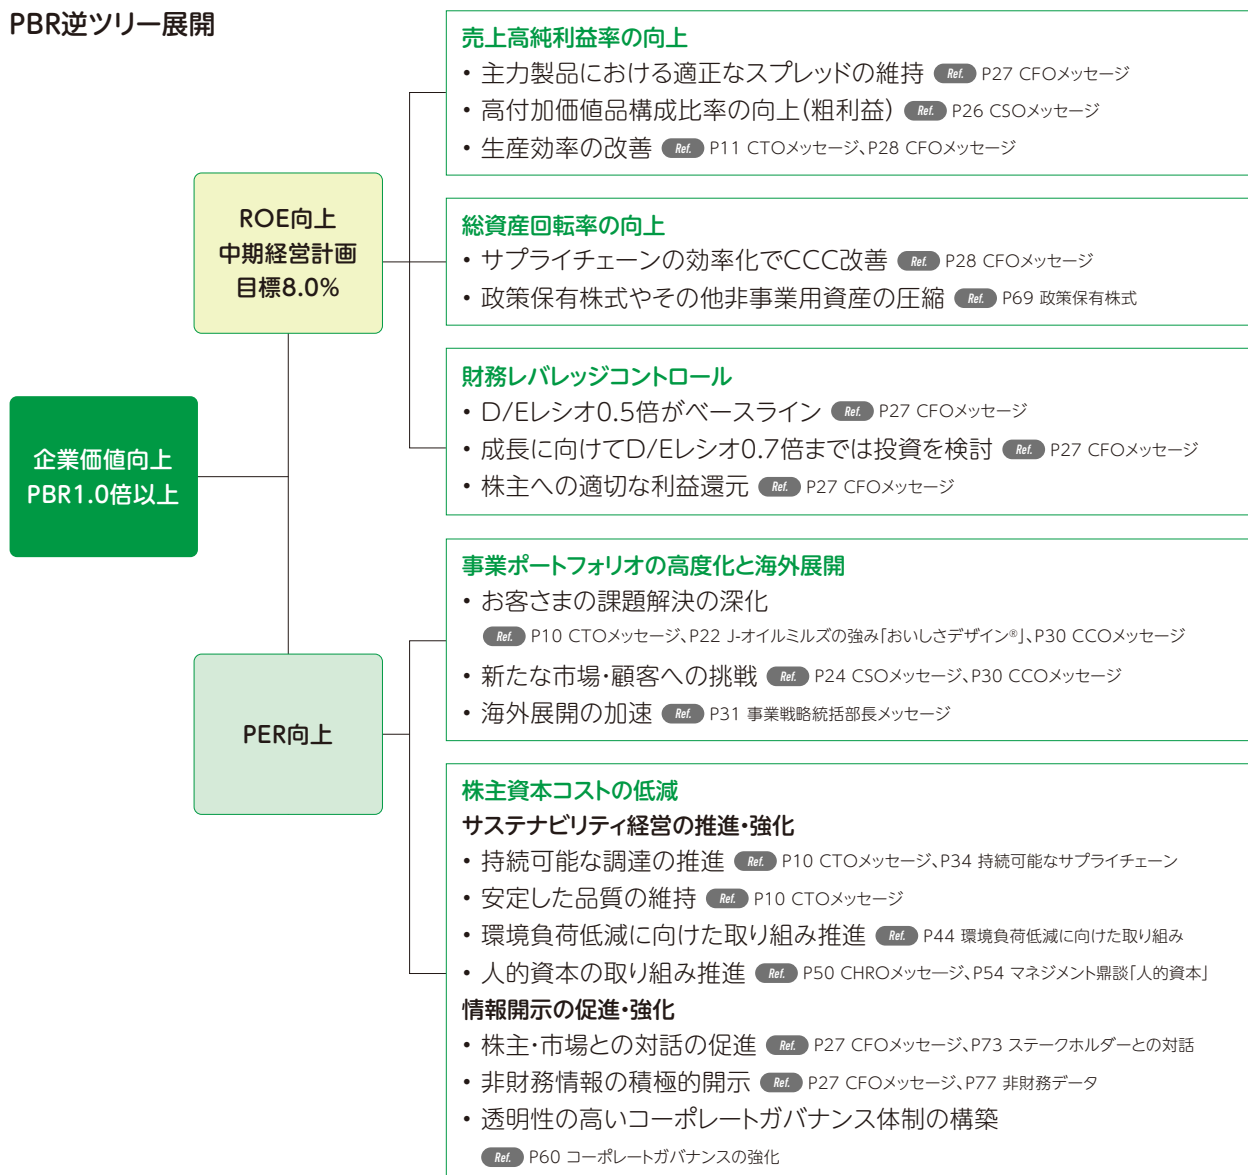 PBR逆ツリー展開
企業価値向上
PBR1.0倍以上
ROE向上
中期経営計画
目標8.0%
売上高純利益率の向上
・主力製品における適正なスプレッドの維持 Ref. P27 CFOメッセージ
・高付加価値品構成比率の向上(粗利益) Ref. P26 CSOメッセージ
・生産効率の改善 Ref. P11 CTOメッセージ、P28 CFOメッセージ
総資産回転率の向上
・サプライチェーンの効率化でCCC改善 Ref. P28 CFOメッセージ
・政策保有株式やその他非事業用資産の圧縮 Ref. P69 政策保有株式
財務レバレッジコントロール
・D/Eレシオ0.5倍がベースライン Ref. P27 CFOメッセージ
・成長に向けてD/Eレシオ0.7倍までは投資を検討 Ref. P27 CFOメッセージ
・株主への適切な利益還元 Ref. P27 CFOメッセージ
PER向上
事業ポートフォリオの高度化と海外展開
・お客さまの課題解決の深化
Ref. P10 CTOメッセージ、P22 J-オイルミルズの強み「おいしさデザイン®」、P30 CCOメッセージ
・新たな市場・顧客への挑戦 Ref. P24 CSOメッセージ、P30 CCOメッセージ
・海外展開の加速 Ref. P31 事業戦略統括部長メッセージ
株主資本コストの低減
サステナビリティ経営の推進・強化
・持続可能な調達の推進 Ref. P10 CTOメッセージ、P34 持続可能なサプライチェーン
・安定した品質の維持 Ref. P10 CTOメッセージ
・環境負荷低減に向けた取り組み推進 Ref. P44 環境負荷低減に向けた取り組み
・人的資本の取り組み推進 Ref. P50 CHROメッセージ、P54 マネジメント鼎談「人的資本」
情報開示の促進・強化
・株主・市場との対話の促進 Ref. P27 CFOメッセージ、P73 ステークホルダーとの対話
・非財務情報の積極的開示 Ref. P27 CFOメッセージ、P77 非財務データ
・透明性の高いコーポレートガバナンス体制の構築
Ref. P60 コーポレートガバナンスの強化